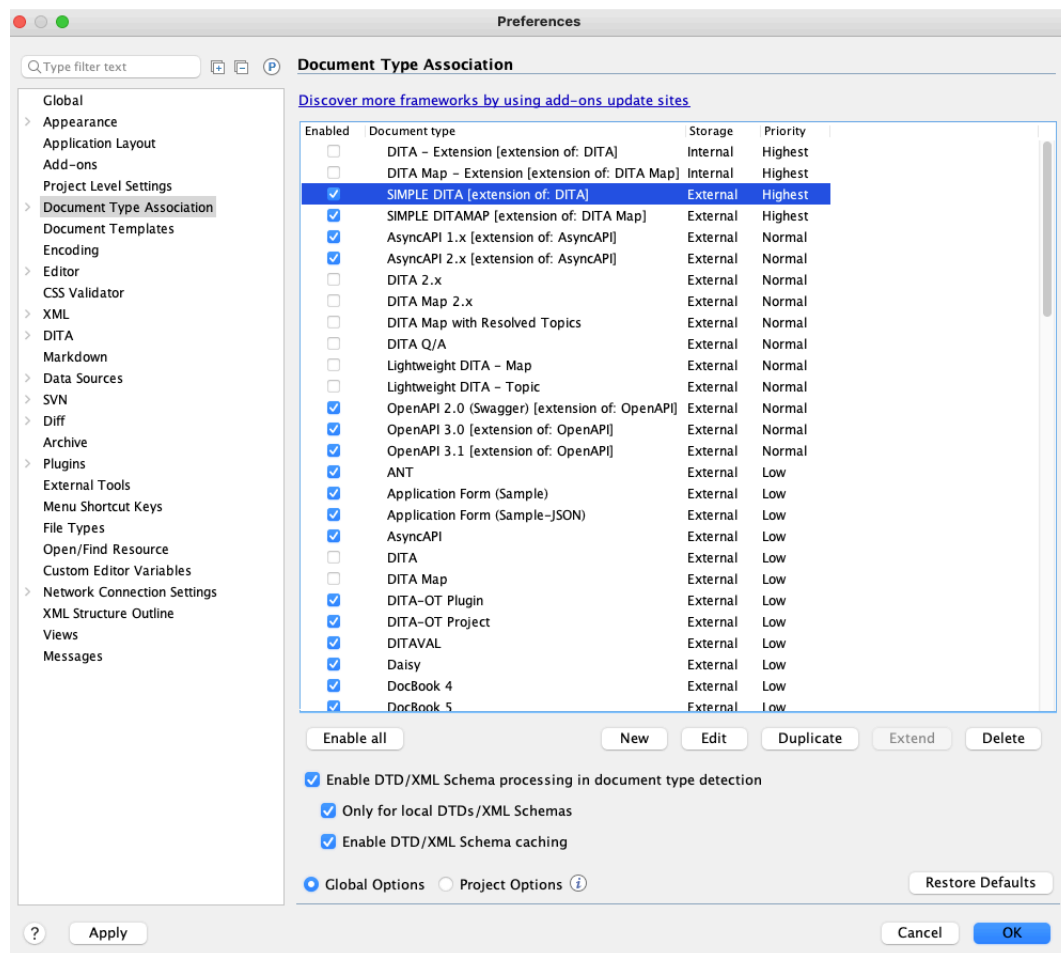 Preferences
Type filter text
P
Document Type Association
Global
Appearance
Application Layout
Add-ons
Project Level Settings
Document Type Association
Document Templates
Encoding
Editor
CSS Validator
XML
DITA
Markdown
Data Sources
SVN
Diff
Archive
Plugins
External Tools
Menu Shortcut Keys
File Types
Open/Find Resource
Custom Editor Variables
Network Connection Settings
XML Structure Outline
Views
Messages
Discover more frameworks by using add-ons update sites
Enabled Document type Storage Priority
DITA - Extension [extension of: DITA] Internal Highest
DITA Map - Extension [extension of: DITA Map] Internal Highest
SIMPLE DITA [extension of: DITA] External Highest
SIMPLE DITAMAP [extension of: DITA Map] External Highest
AsyncAPI 1.x [extension of: AsyncAPI] External Normal
AsyncAPI 2.x [extension of: AsyncAPI] External Normal
DITA 2.x External Normal
DITA Map 2.x External Normal
DITA Map with Resolved Topics External Normal
DITA Q/A External Normal
Lightweight DITA - Map External Normal
Lightweight DITA - Topic External Normal
OpenAPI 2.0 (Swagger) [extension of: OpenAPI] External Normal
OpenAPI 3.0 [extension of: OpenAPI] External Normal
OpenAPI 3.1 [extension of: OpenAPI] External Normal
ANT External Low
Application Form (Sample) External Low
Application Form (Sample-JSON) External Low
AsyncAPI External Low
DITA External Low
DITA Map External Low
DITA-OT Plugin External Low
DITA-OT Project External Low
DITAVAL External Low
Daisy External Low
DocBook 4 External Low
DocBook 5 External Low
Enable all New Edit Duplicate Extend Delete
Enable DTD/XML Schema processing in document type detection
Only for local DTDs/XML Schemas
Enable DTD/XML Schema caching
Global Options Project Options i Restore Defaults
? Apply Cancel OK